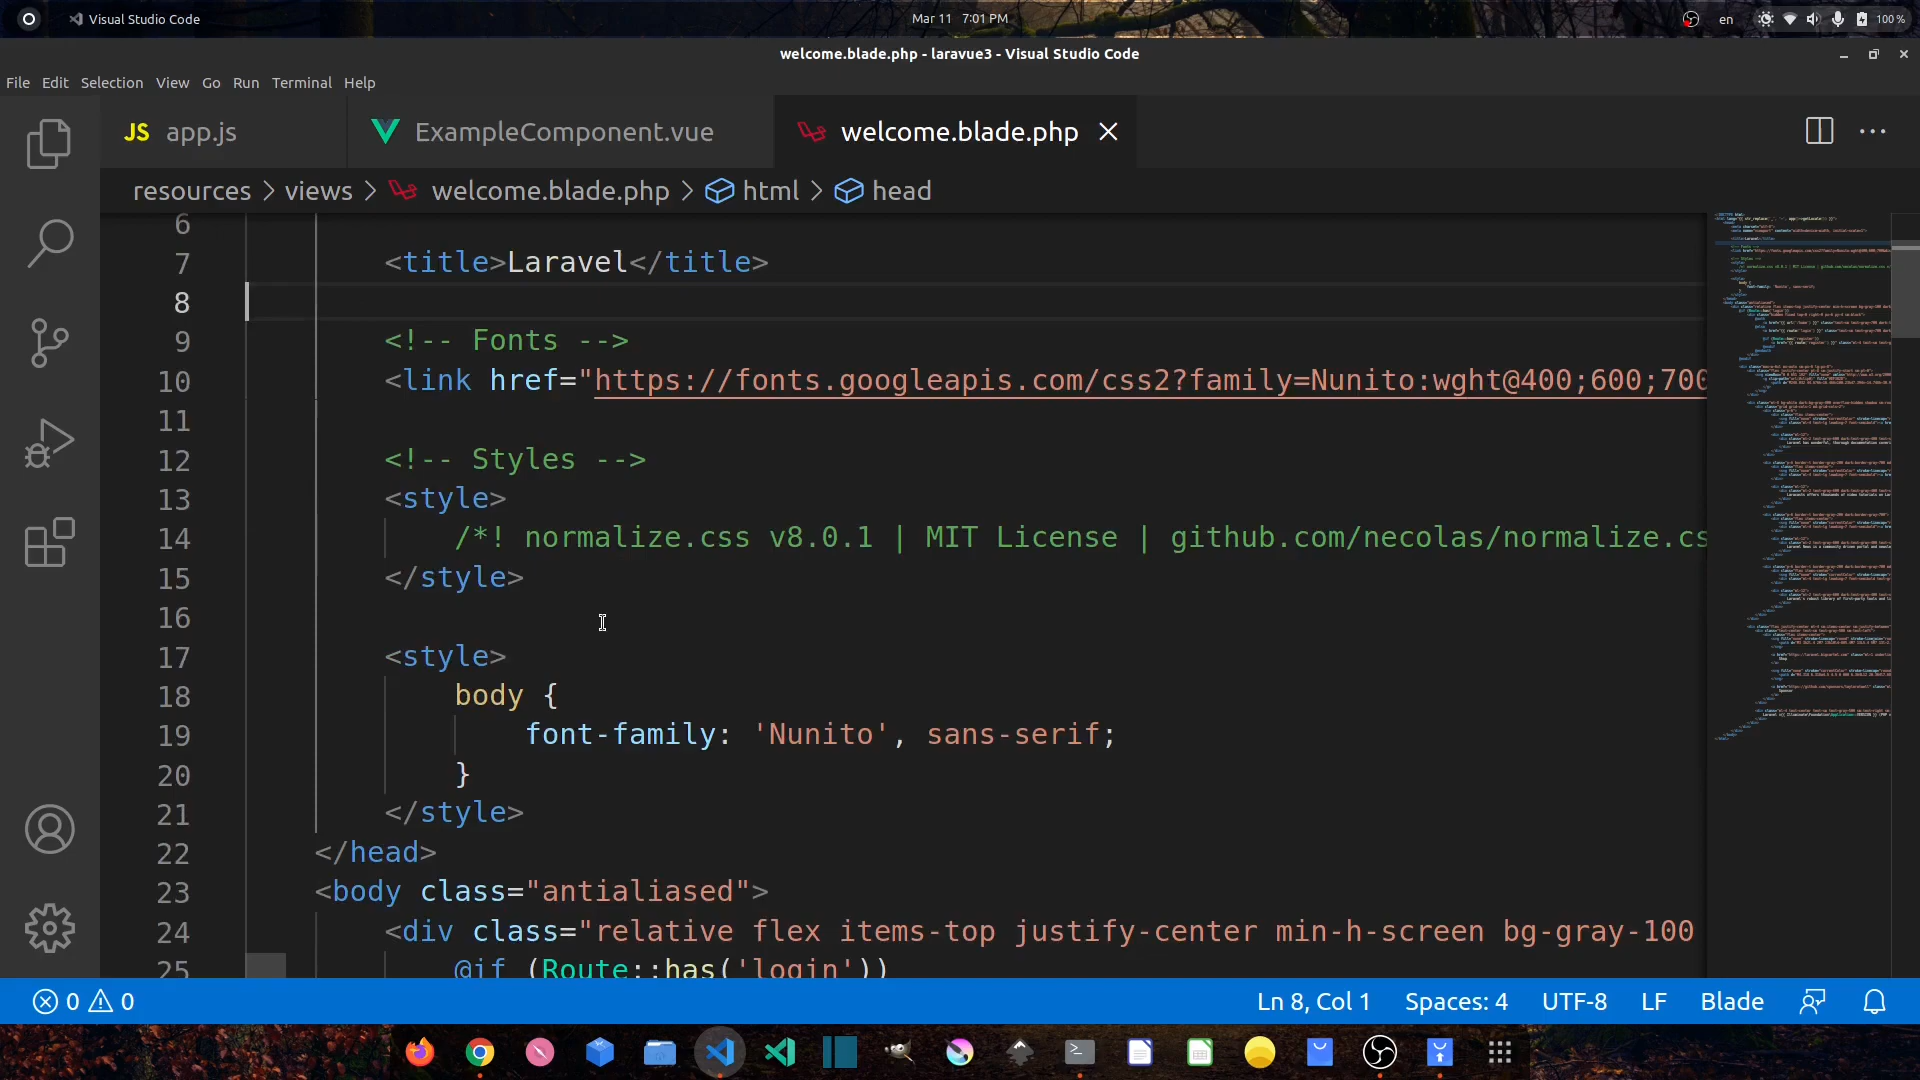 Visual Studio Code
Mar 11 7:01 PM
en
100 %
welcome.blade.php - laravue3 - Visual Studio Code
File Edit Selection View Go Run Terminal Help
JS app.js
ExampleComponent.vue
welcome.blade.php
resources > views > welcome.blade.php > html > head
6
7 <title>Laravel</title>
8
9 <!-- Fonts -->
10 <link href="https://fonts.googleapis.com/css2?family=Nunito:wght@400;600;700
11
12 <!-- Styles -->
13 <style>
14 /*! normalize.css v8.0.1 | MIT License | github.com/necolas/normalize.cs
15 </style>
16
17 <style>
18 body {
19 font-family: 'Nunito', sans-serif;
20 }
21 </style>
22 </head>
23 <body class="antialiased">
24 <div class="relative flex items-top justify-center min-h-screen bg-gray-100
25 @if (Route::has('login'))
0 0
Ln 8, Col 1 Spaces: 4 UTF-8 LF Blade